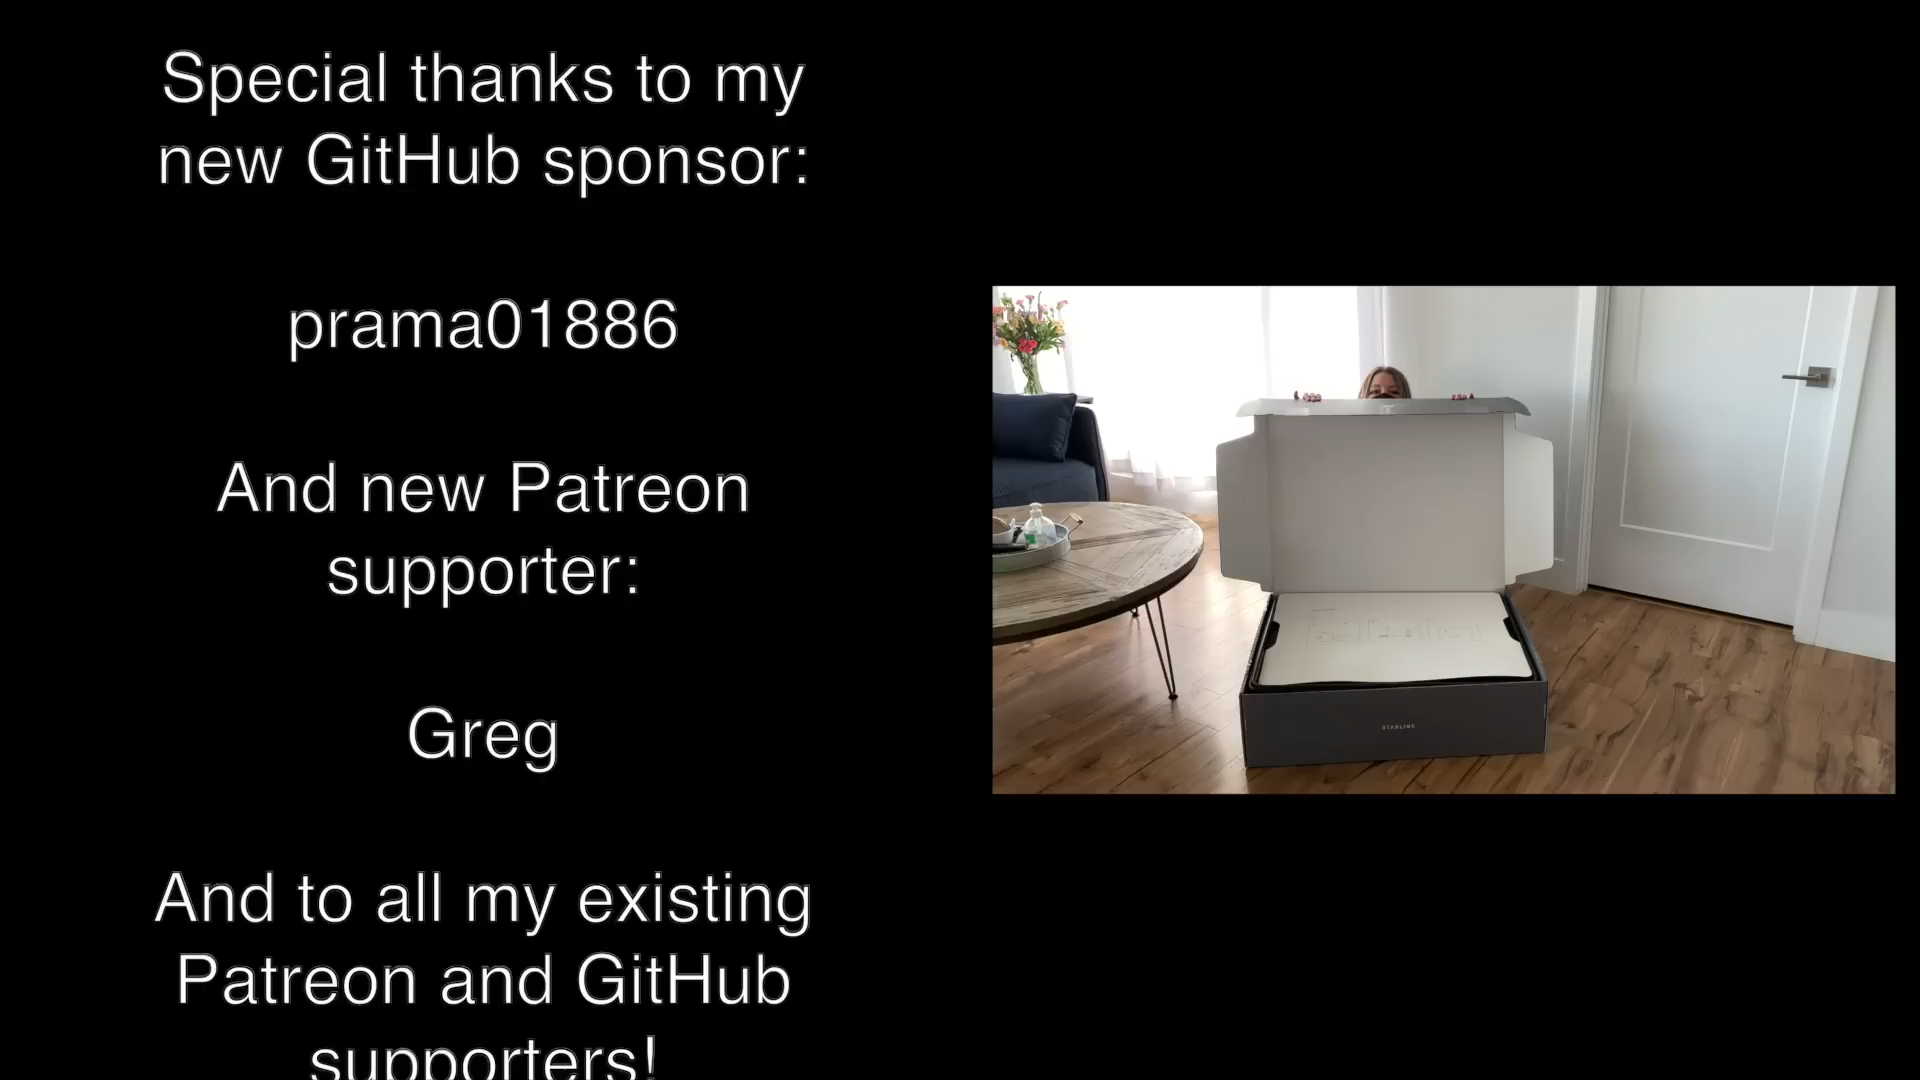 Special thanks to my
new GitHub sponsor:
prama01886
And new Patreon
supporter:
Greg
And to all my existing
Patreon and GitHub
supporters!
STARLINK